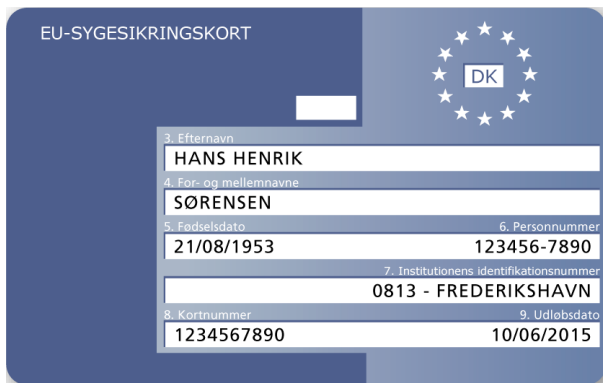 EU-SYGESIKRINGSKORT
DK
3. Efternavn
HANS HENRIK
4. For- og mellemnavne
SØRENSEN
5. Fødselsdato 6. Personnummer
21/08/1953 123456-7890
7. Institutionens identifikationsnummer
0813 - FREDERIKSHAVN
8. Kortnummer 9. Udløbsdato
1234567890 10/06/2015